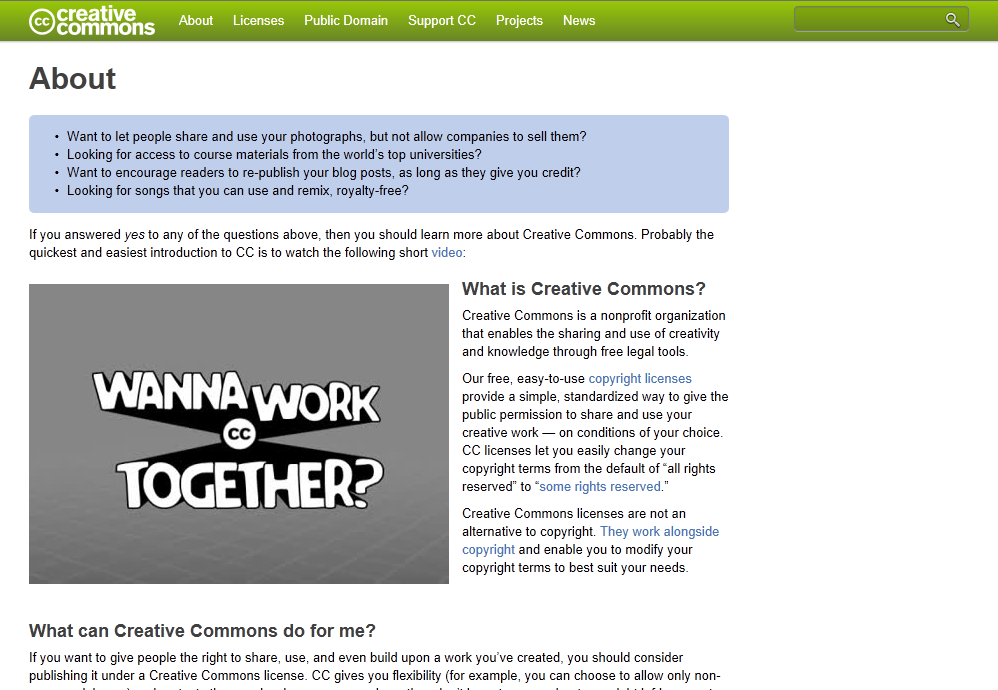 cc creative commons
About Licenses Public Domain Support CC Projects News
About
• Want to let people share and use your photographs, but not allow companies to sell them?
• Looking for access to course materials from the world’s top universities?
• Want to encourage readers to re-publish your blog posts, as long as they give you credit?
• Looking for songs that you can use and remix, royalty-free?
If you answered yes to any of the questions above, then you should learn more about Creative Commons. Probably the
quickest and easiest introduction to CC is to watch the following short video:
WANNA WORK
CC
TOGETHER?
What is Creative Commons?
Creative Commons is a nonprofit organization
that enables the sharing and use of creativity
and knowledge through free legal tools.
Our free, easy-to-use copyright licenses
provide a simple, standardized way to give the
public permission to share and use your
creative work — on conditions of your choice.
CC licenses let you easily change your
copyright terms from the default of “all rights
reserved” to “some rights reserved.”
Creative Commons licenses are not an
alternative to copyright. They work alongside
copyright and enable you to modify your
copyright terms to best suit your needs.
What can Creative Commons do for me?
If you want to give people the right to share, use, and even build upon a work you’ve created, you should consider
publishing it under a Creative Commons license. CC gives you flexibility (for example, you can choose to allow only non-